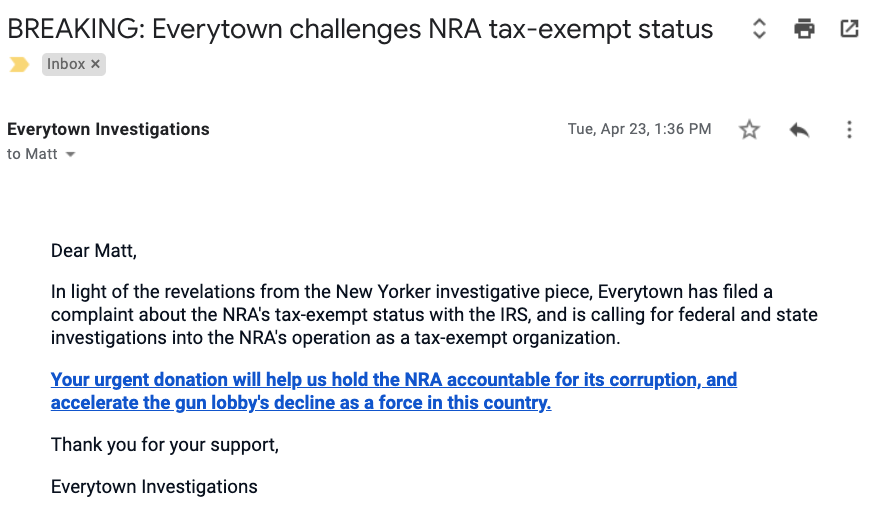 BREAKING: Everytown challenges NRA tax-exempt status
Inbox ×
Everytown Investigations
Tue, Apr 23, 1:36 PM
to Matt
Dear Matt,
In light of the revelations from the New Yorker investigative piece, Everytown has filed a
complaint about the NRA's tax-exempt status with the IRS, and is calling for federal and state
investigations into the NRA's operation as a tax-exempt organization.
Your urgent donation will help us hold the NRA accountable for its corruption, and
accelerate the gun lobby's decline as a force in this country.
Thank you for your support,
Everytown Investigations